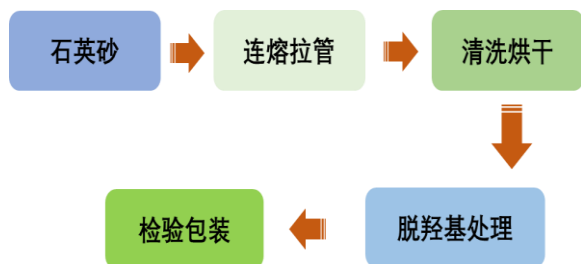 石英砂
连熔拉管
清洗烘干
脱羟基处理
检验包装